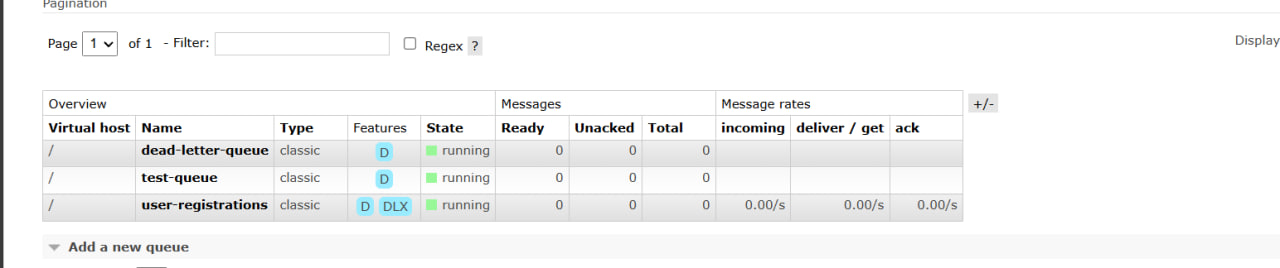 Pagination
Page 1 of 1 - Filter: Regex ?
Display
Overview Messages Message rates +/-
Virtual host Name Type Features State Ready Unacked Total incoming deliver / get ack
/ dead-letter-queue classic D running 0 0 0
/ test-queue classic D running 0 0 0
/ user-registrations classic D DLX running 0 0 0 0.00/s 0.00/s 0.00/s
Add a new queue